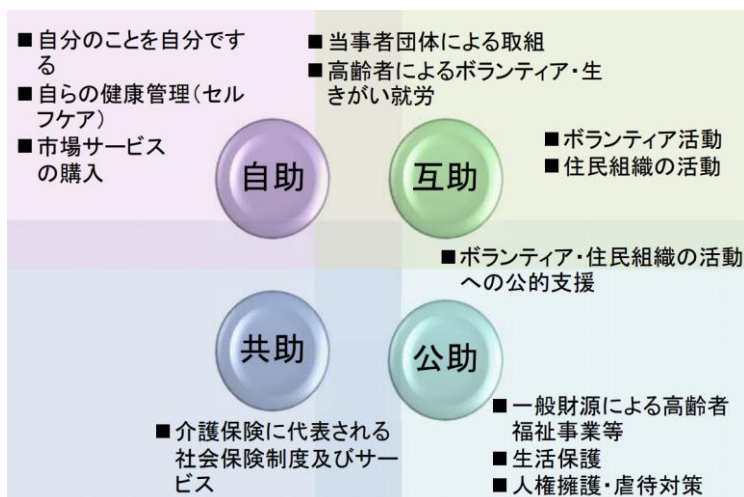 ■自分のことを自分です
る
■自らの健康管理（セル
フケア）
■市場サービス
の購入
■当事者団体による取組
■高齢者によるボランティア・生
きがい就労
自助
互助
■ボランティア活動
■住民組織の活動
■ボランティア・住民組織の活動
への公的支援
共助
公助
■介護保険に代表される
社会保険制度及びサー
ビス
■一般財源による高齢者
福祉事業等
■生活保護
■人権擁護・虐待対策